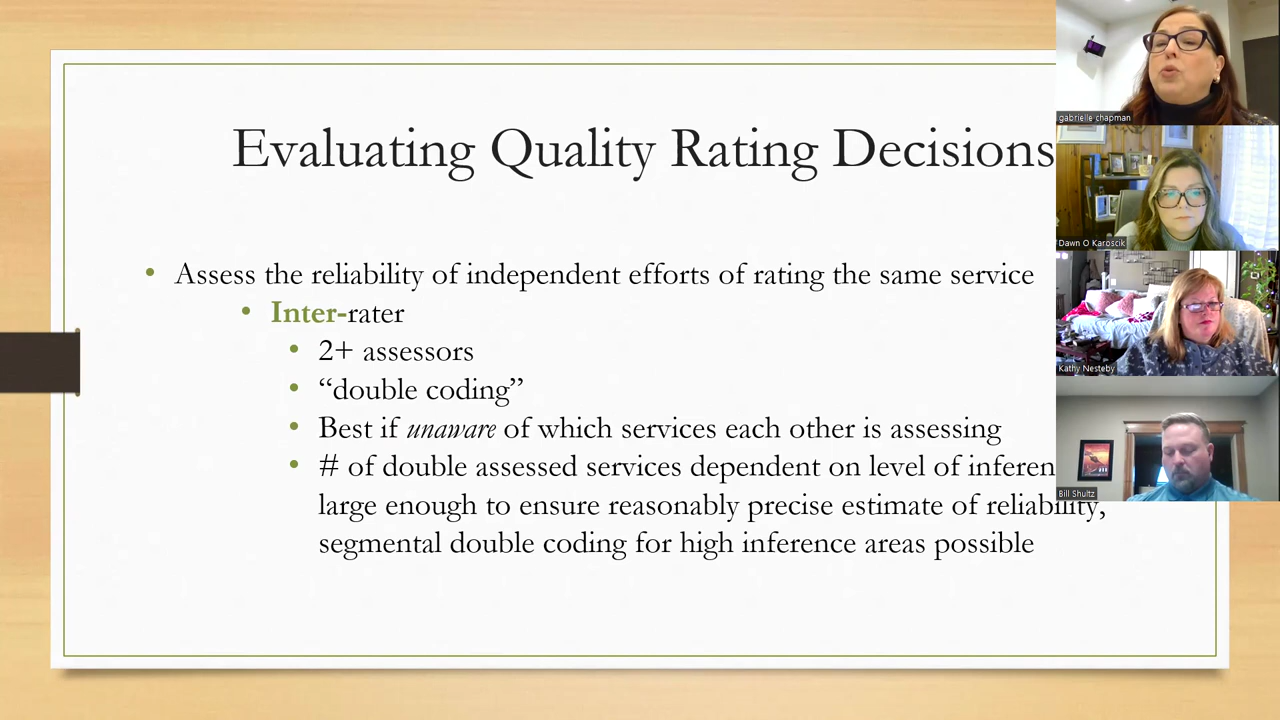 Evaluating Quality Rating Decisions
• Assess the reliability of independent efforts of rating the same service
• Inter-rater
• 2+ assessors
• “double coding”
• Best if unaware of which services each other is assessing
• # of double assessed services dependent on level of inferen
large enough to ensure reasonably precise estimate of reliability,
segmental double coding for high inference areas possible
gabrielle chapman
Dawn O Karoscik
Kathy Nesteby
Bill Shultz